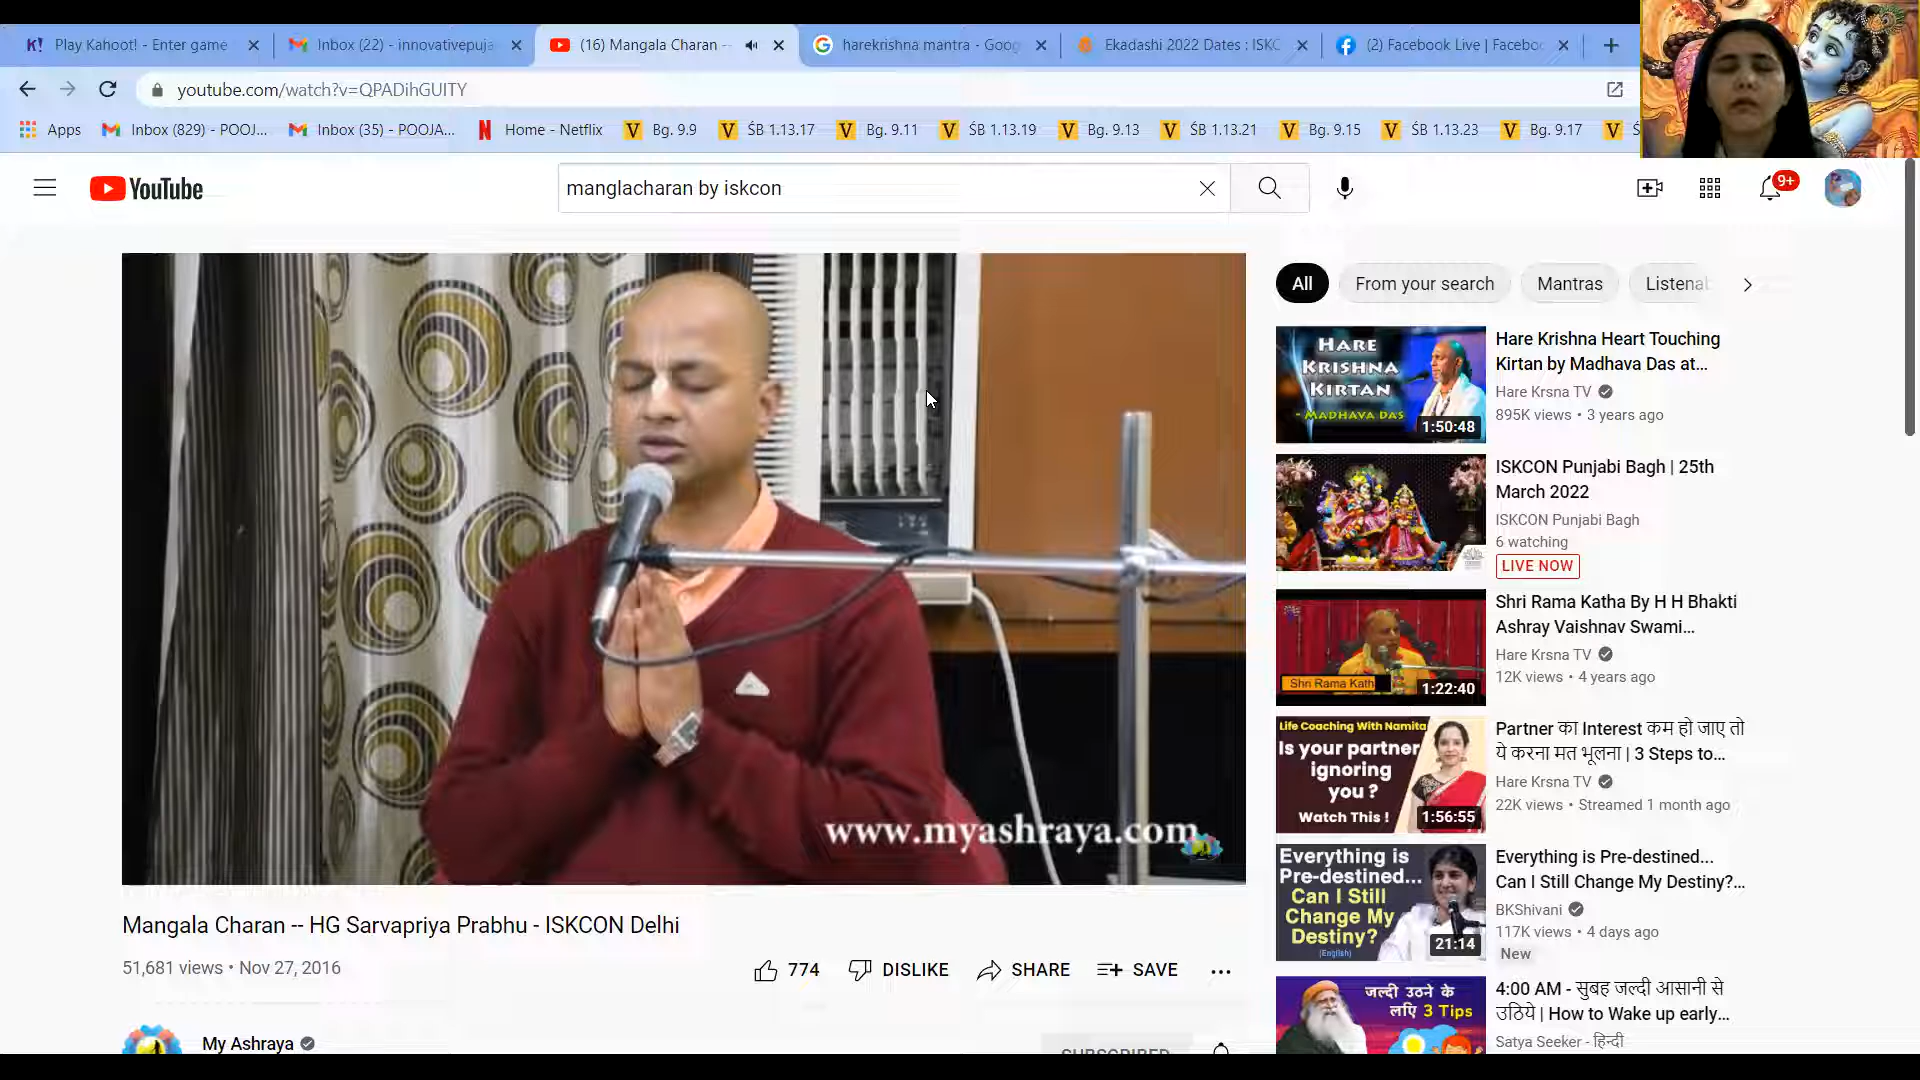 Play Kahoot! - Enter game
Inbox (22) - innovativepuja
(16) Mangala Charan --
harekrishna mantra - Goog
Ekadashi 2022 Dates : ISKC
(2) Facebook Live | Facebo
youtube.com/watch?v=QPADihGUITY
Apps
Inbox (829) - POOJ...
Inbox (35) - POOJA...
Home - Netflix
Bg. 9.9
ŚB 1.13.17
Bg. 9.11
ŚB 1.13.19
Bg. 9.13
ŚB 1.13.21
Bg. 9.15
ŚB 1.13.23
Bg. 9.17
YouTube
manglacharan by iskcon
9+
www.myashraya.com
Mangala Charan -- HG Sarvapriya Prabhu - ISKCON Delhi
51,681 views • Nov 27, 2016
774
DISLIKE
SHARE
SAVE
My Ashraya
SUBSCRIBED
All
From your search
Mantras
Listenab
HARE
KRISHNA
KIRTAN
- MADHAVA DAS
1:50:48
Hare Krishna Heart Touching
Kirtan by Madhava Das at...
Hare Krsna TV
895K views • 3 years ago
ISKCON Punjabi Bagh | 25th
March 2022
ISKCON Punjabi Bagh
6 watching
LIVE NOW
Shri Rama Kath
1:22:40
Shri Rama Katha By H H Bhakti
Ashray Vaishnav Swami...
Hare Krsna TV
12K views • 4 years ago
Life Coaching With Namita
Is your partner
ignoring
you ?
Watch This !
1:56:55
Partner का Interest कम हो जाए तो
ये करना मत भूलना | 3 Steps to...
Hare Krsna TV
22K views • Streamed 1 month ago
Everything is
Pre-destined...
Can I Still
Change My
Destiny?
(English)
21:14
Everything is Pre-destined...
Can I Still Change My Destiny?...
BKShivani
117K views • 4 days ago
New
जल्दी उठने के
लिए 3 Tips
4:00 AM - सुबह जल्दी आसानी से
उठिये | How to Wake up early...
Satya Seeker - हिन्दी